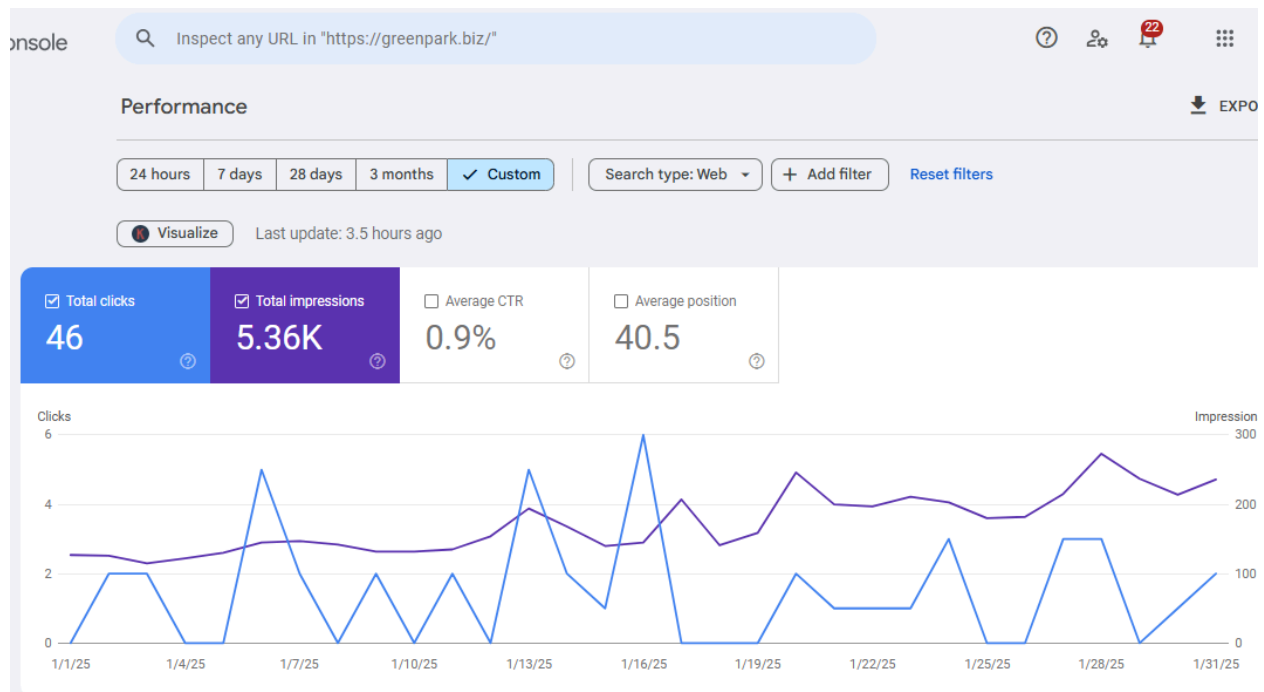 onsole
Inspect any URL in "https://greenpark.biz/"
22
Performance
EXPO
24 hours 7 days 28 days 3 months Custom Search type: Web Add filter Reset filters
K Visualize Last update: 3.5 hours ago
Total clicks Total impressions Average CTR Average position
46 5.36K 0.9% 40.5
Clicks Impression
6 300
4 200
2 100
0 0
1/1/25 1/4/25 1/7/25 1/10/25 1/13/25 1/16/25 1/19/25 1/22/25 1/25/25 1/28/25 1/31/25